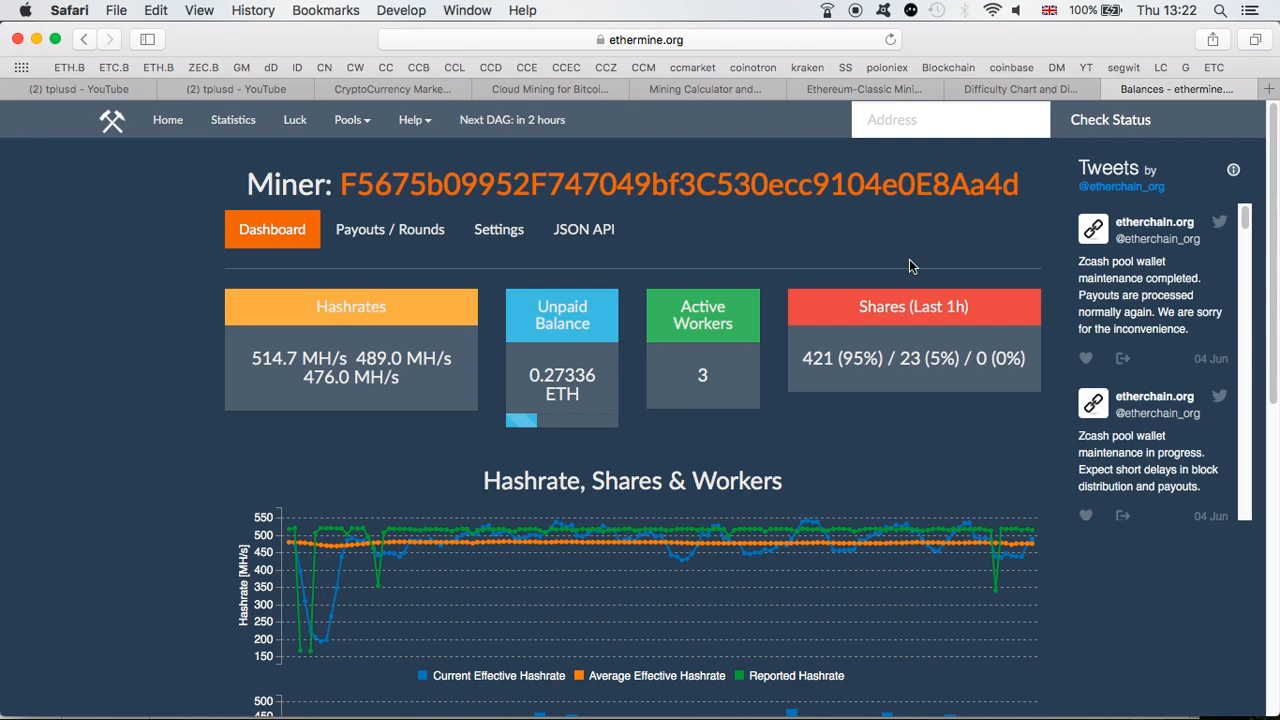 Safari File Edit View History Bookmarks Develop Window Help 100% Thu 13:22
ethermine.org
ETH.B ETC.B ETH.B ZEC.B GM dD ID CN CW CC CCB CCL CCD CCE CCEC CCZ CCM ccmarket coinotron kraken SS poloniex Blockchain coinbase DM YT segwit LC G ETC
(2) tpiusd - YouTube (2) tpiusd - YouTube CryptoCurrency Marke... Cloud Mining for Bitcoi... Mining Calculator and... Ethereum-Classic Mini... Difficulty Chart and Di... Balances - ethermine....
Home Statistics Luck Pools Help Next DAG: in 2 hours Address Check Status
Miner: F5675b09952F747049bf3C530ecc9104e0E8Aa4d
Dashboard Payouts / Rounds Settings JSON API
Hashrates
514.7 MH/s 489.0 MH/s
476.0 MH/s
Unpaid
Balance
0.27336
ETH
Active
Workers
3
Shares (Last 1h)
421 (95%) / 23 (5%) / 0 (0%)
Hashrate, Shares & Workers
Hashrate [MH/s]
550
500
450
400
350
300
250
200
150
Current Effective Hashrate Average Effective Hashrate Reported Hashrate
500
450
Tweets by
@etherchain_org
etherchain.org
@etherchain_org
Zcash pool wallet
maintenance completed.
Payouts are processed
normally again. We are sorry
for the inconvenience.
04 Jun
etherchain.org
@etherchain_org
Zcash pool wallet
maintenance in progress.
Expect short delays in block
distribution and payouts.
04 Jun